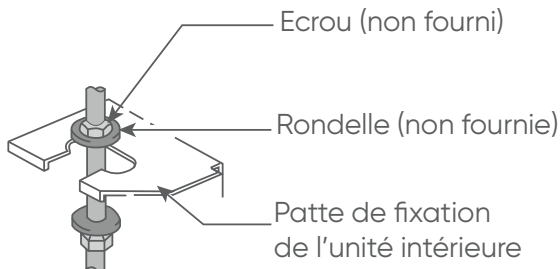 Ecrou (non fourni)
Rondelle (non fournie)
Patte de fixation
de l'unité intérieure